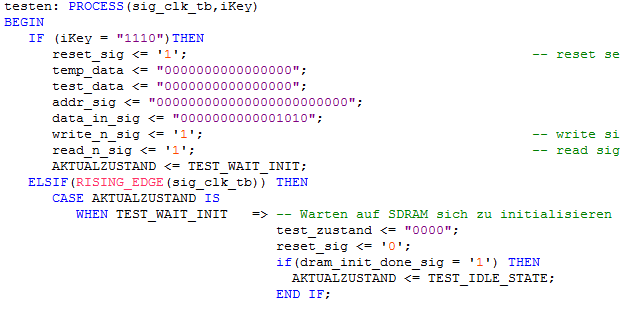 testen: PROCESS(sig_clk_tb,iKey)
BEGIN
IF (iKey = "1110")THEN
reset_sig <= '1'; -- reset se
temp_data <= "0000000000000000";
test_data <= "0000000000000000";
addr_sig <= "000000000000000000000000";
data_in_sig <= "0000000000001010";
write_n_sig <= '1'; -- write si
read_n_sig <= '1'; -- read sig
AKTUALZUSTAND <= TEST_WAIT_INIT;
ELSIF(RISING_EDGE(sig_clk_tb)) THEN
CASE AKTUALZUSTAND IS
WHEN TEST_WAIT_INIT => -- Warten auf SDRAM sich zu initialisieren
test_zustand <= "0000";
reset_sig <= '0';
if(dram_init_done_sig = '1') THEN
AKTUALZUSTAND <= TEST_IDLE_STATE;
END IF;